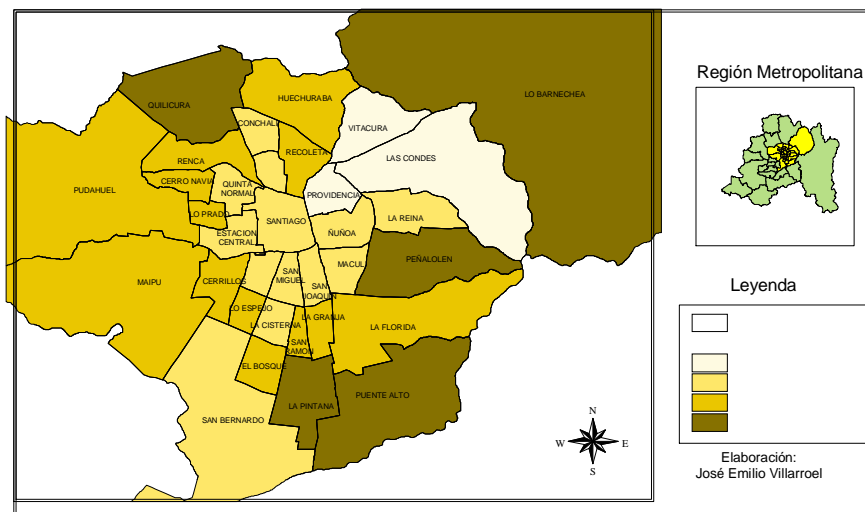 HUECHURABA
LO BARNECHEA
QUILICURA
CONCHALI
VITACURA
RECOLETA
LAS CONDES
RENCA
PUDAHUEL
CERRO NAVIA
QUINTA
NORMAL
PROVIDENCIA
LO PRADO
SANTIAGO
LA REINA
ESTACION
CENTRAL
ÑUÑOA
PEÑALOLEN
MACUL
MAIPU
CERRILLOS
SAN
MIGUEL
SAN
JOAQUIN
LO ESPEJO
LA CISTERNA
LA GRANJA
LA FLORIDA
SAN
RAMON
EL BOSQUE
PUENTE ALTO
LA PINTANA
SAN BERNARDO
N
W
E
S
Región Metropolitana
Leyenda
Elaboración:
José Emilio Villarroel